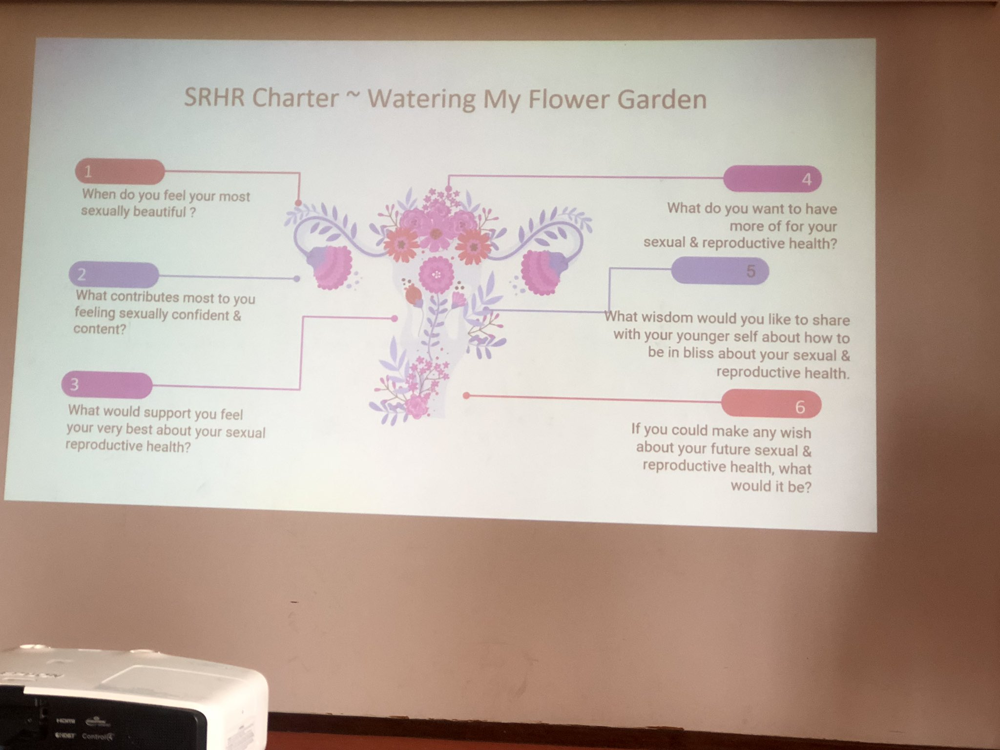 SRHR Charter ~ Watering My Flower Garden
1
When do you feel your most
sexually beautiful ?
2
What contributes most to you
feeling sexually confident &
content?
3
What would support you feel
your very best about your sexual
reproductive health?
4
What do you want to have
more of for your
sexual & reproductive health?
5
What wisdom would you like to share
with your younger self about how to
be in bliss about your sexual &
reproductive health.
6
If you could make any wish
about your future sexual &
reproductive health, what
would it be?
EPSON
HDMI
HDBT Control4